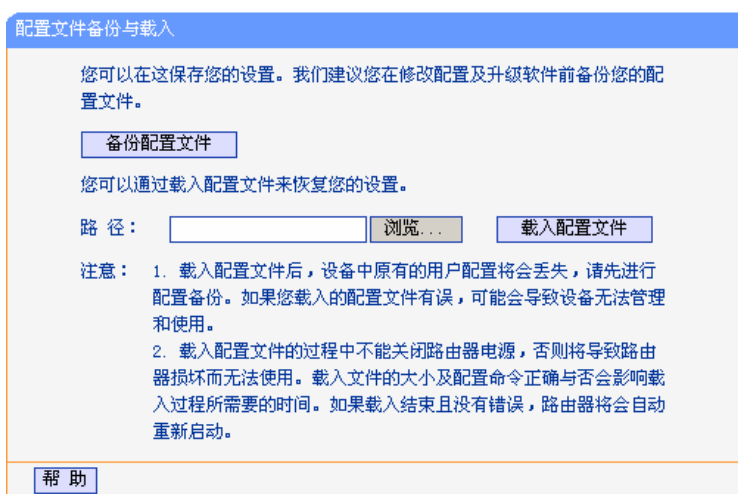 配置文件备份与载入
您可以在这保存您的设置。我们建议您在修改配置及升级软件前备份您的配
置文件。
备份配置文件
您可以通过载入配置文件来恢复您的设置。
路 径： 浏览... 载入配置文件
注意： 1. 载入配置文件后，设备中原有的用户配置将会丢失，请先进行
配置备份。如果您载入的配置文件有误，可能会导致设备无法管理
和使用。
2. 载入配置文件的过程中不能关闭路由器电源，否则将导致路由
器损坏而无法使用。载入文件的大小及配置命令正确与否会影响载
入过程所需要的时间。如果载入结束且没有错误，路由器将会自动
重新启动。
帮 助